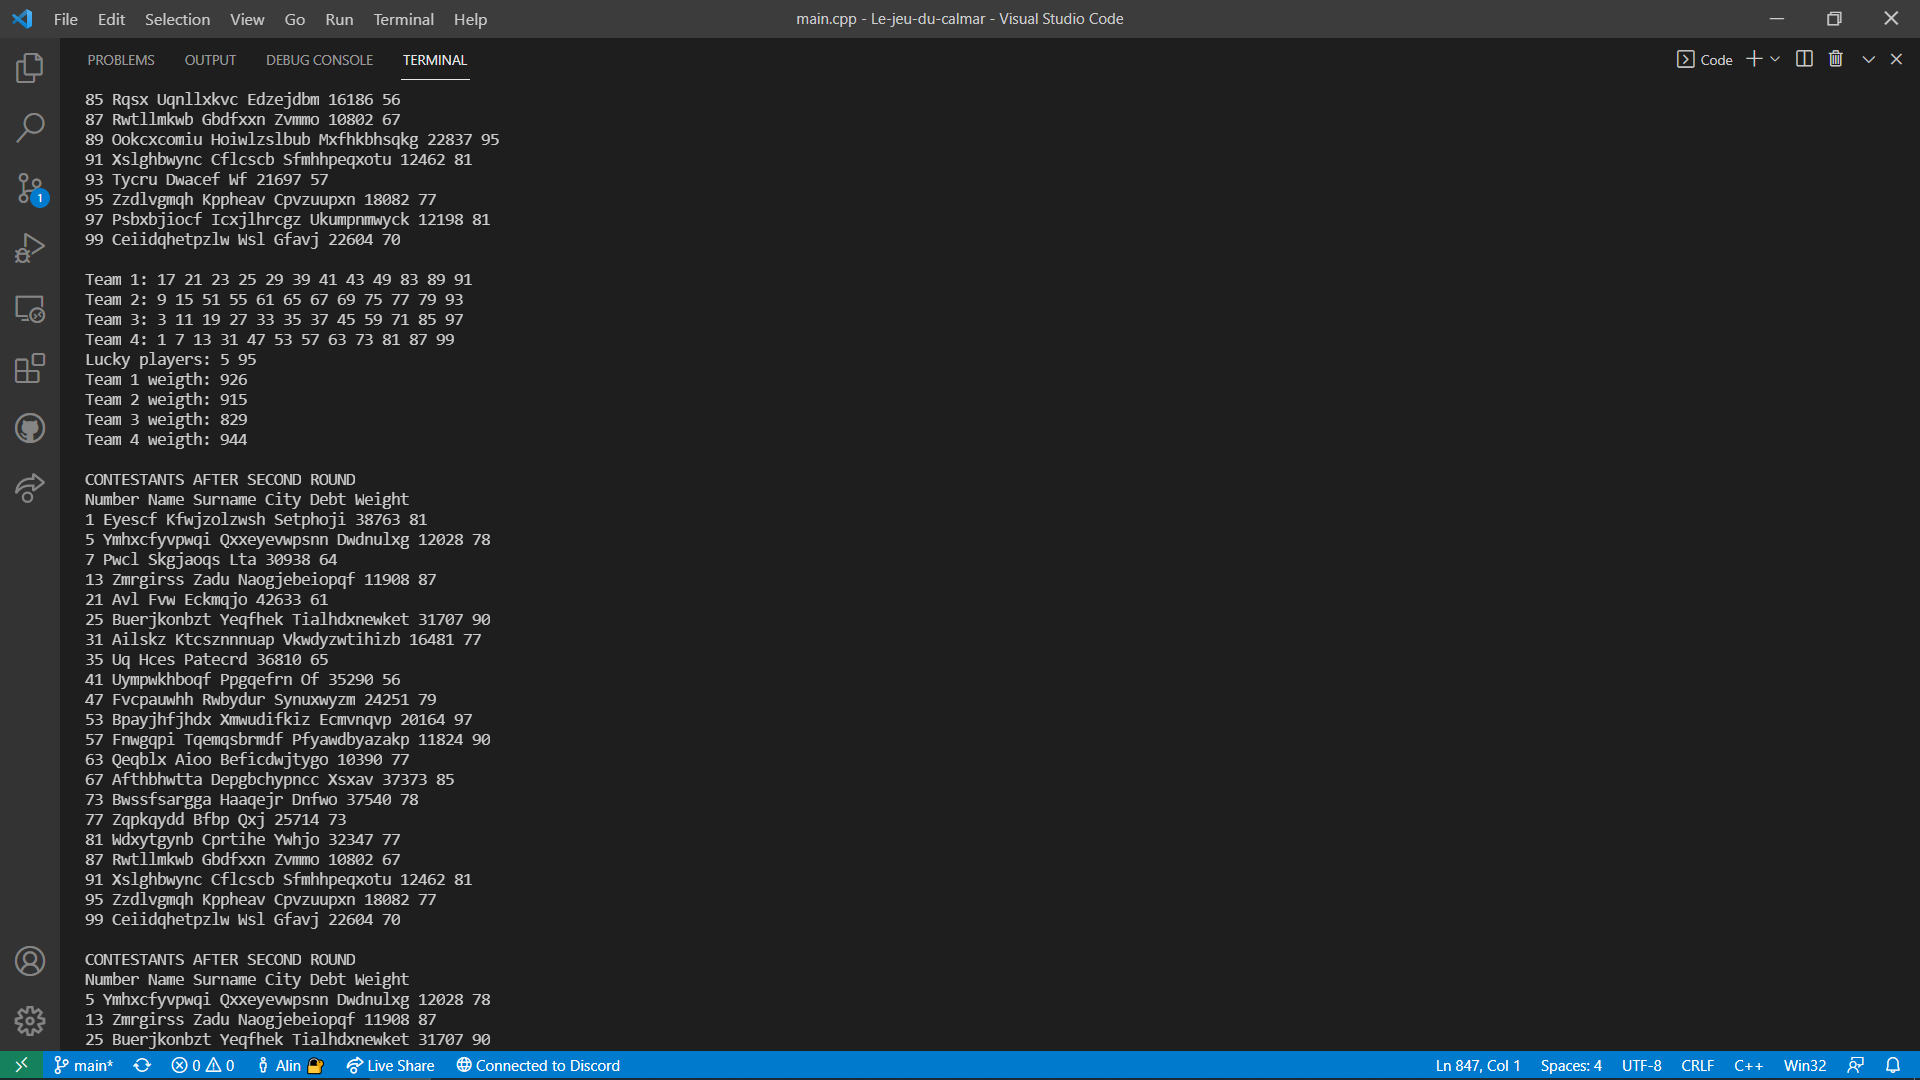 File Edit Selection View Go Run Terminal Help
main.cpp - Le-jeu-du-calmar - Visual Studio Code
PROBLEMS OUTPUT DEBUG CONSOLE TERMINAL
Code
85 Rqsx Uqnllxkvc Edzejdbm 16186 56
87 Rwtllmkwb Gbdfxxn Zvmmo 10802 67
89 Ookcxcomiu Hoiwlzslbub Mxfhkbhsqkg 22837 95
91 Xslghbwync Cflcscb Sfmhhpeqxotu 12462 81
93 Tycru Dwacef Wf 21697 57
95 Zzdlvgmqh Kppheav Cpvzuupxn 18082 77
97 Psbxbjiocf Icxjlhrcgz Ukumpnmwyck 12198 81
99 Ceiidqhetpzlw Wsl Gfavj 22604 70
Team 1: 17 21 23 25 29 39 41 43 49 83 89 91
Team 2: 9 15 51 55 61 65 67 69 75 77 79 93
Team 3: 3 11 19 27 33 35 37 45 59 71 85 97
Team 4: 1 7 13 31 47 53 57 63 73 81 87 99
Lucky players: 5 95
Team 1 weigth: 926
Team 2 weigth: 915
Team 3 weigth: 829
Team 4 weigth: 944
CONTESTANTS AFTER SECOND ROUND
Number Name Surname City Debt Weight
1 Eyescf Kfwjzolzwsh Setphoji 38763 81
5 Ymhxcfyvpwqi Qxxeyevwpsnn Dwdnulxg 12028 78
7 Pwcl Skgjaoqs Lta 30938 64
13 Zmrgirss Zadu Naogjebeiopqf 11908 87
21 Avl Fvw Eckmqjo 42633 61
25 Buerjkonbzt Yeqfhek Tialhdxnewket 31707 90
31 Ailskz Ktcsznnnuap Vkwdyzwtihizb 16481 77
35 Uq Hces Patecrd 36810 65
41 Uympwkhboqf Ppgqefrn Of 35290 56
47 Fvcpauwhh Rwbydur Synuxwyzm 24251 79
53 Bpayjhfjhdx Xmwudifkiz Ecmvnqvp 20164 97
57 Fnwgqpi Tqemqsbrmdf Pfyawdbyazakp 11824 90
63 Qeqblx Aioo Beficdwjtygo 10390 77
67 Afthbhwtta Depgbchypncc Xsxav 37373 85
73 Bwssfsargga Haaqejr Dnfwo 37540 78
77 Zqpkqydd Bfbp Qxj 25714 73
81 Wdxytgynb Cprtihe Ywhjo 32347 77
87 Rwtllmkwb Gbdfxxn Zvmmo 10802 67
91 Xslghbwync Cflcscb Sfmhhpeqxotu 12462 81
95 Zzdlvgmqh Kppheav Cpvzuupxn 18082 77
99 Ceiidqhetpzlw Wsl Gfavj 22604 70
CONTESTANTS AFTER SECOND ROUND
Number Name Surname City Debt Weight
5 Ymhxcfyvpwqi Qxxeyevwpsnn Dwdnulxg 12028 78
13 Zmrgirss Zadu Naogjebeiopqf 11908 87
25 Buerjkonbzt Yeqfhek Tialhdxnewket 31707 90
1
main* 0 0 Alin Live Share Connected to Discord Ln 847, Col 1 Spaces: 4 UTF-8 CRLF C++ Win32